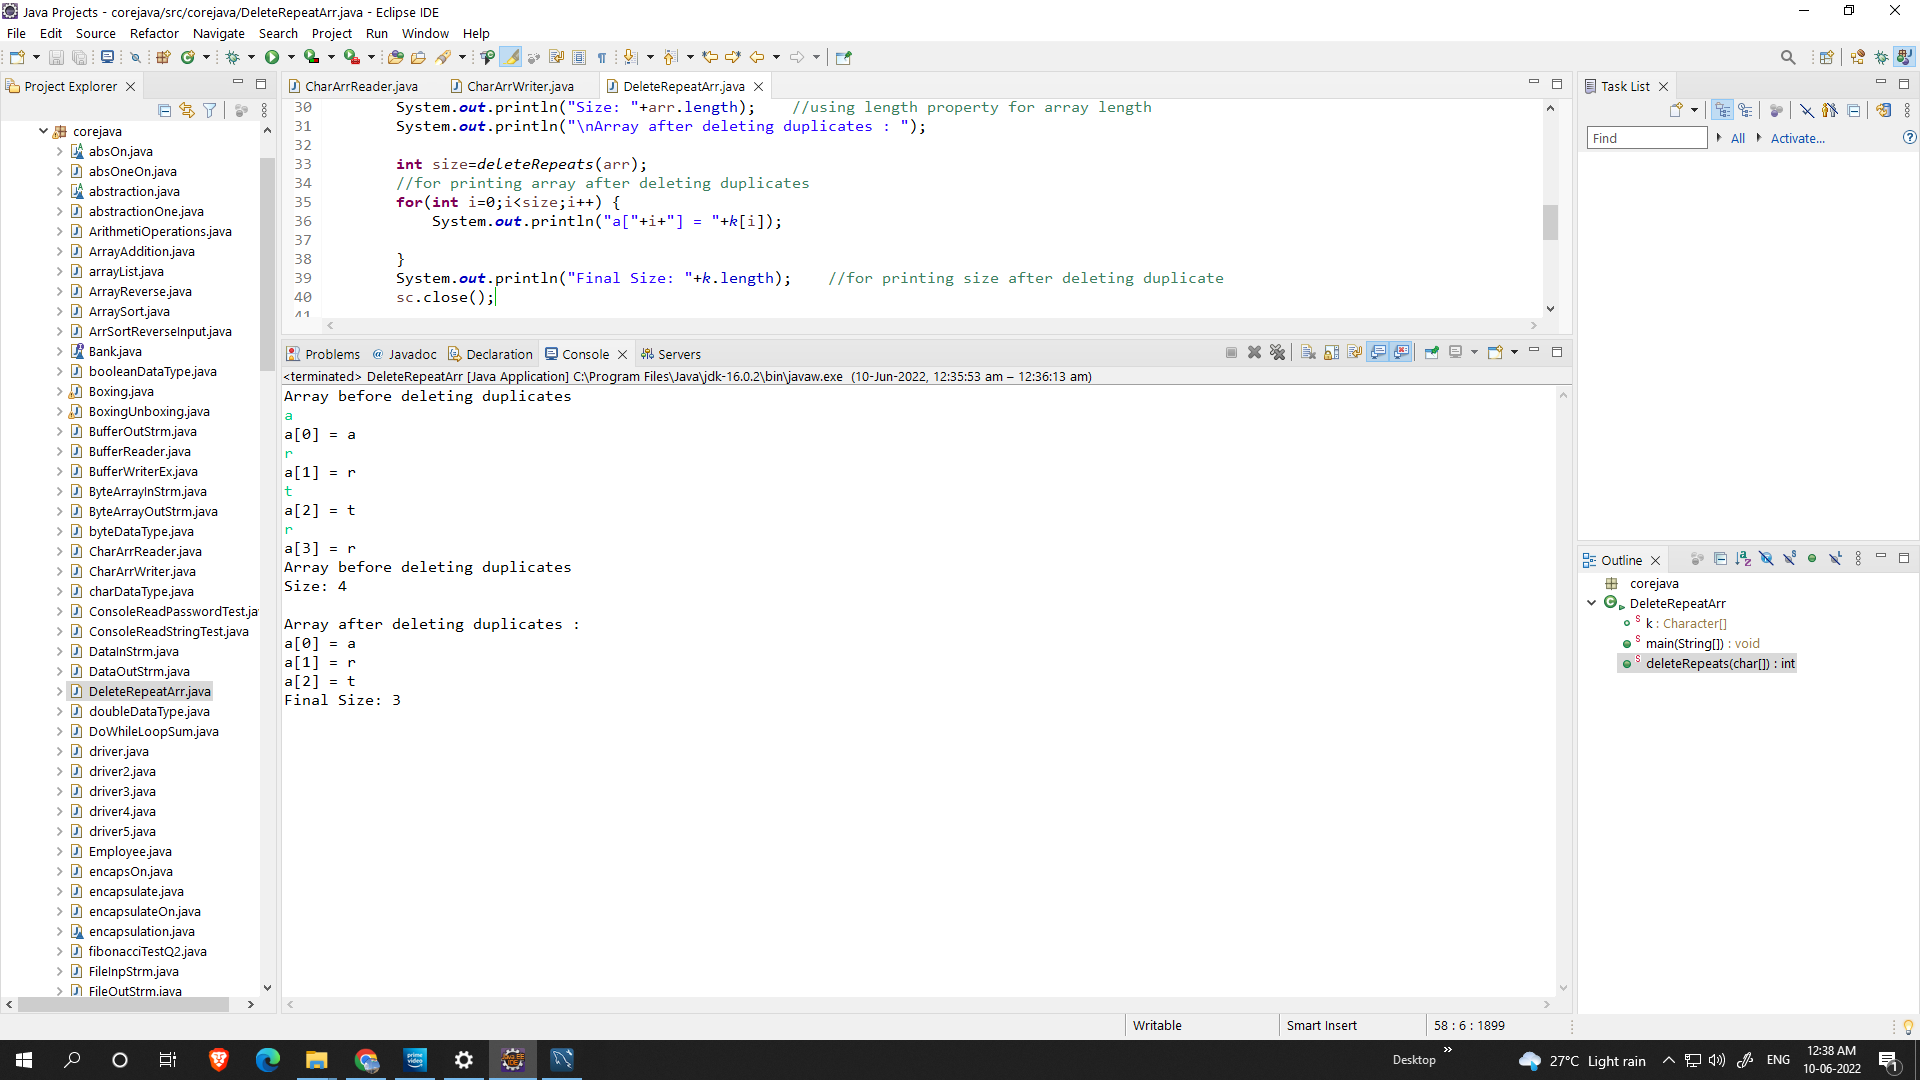 Java Projects - corejava/src/corejava/DeleteRepeatArr.java - Eclipse IDE
File Edit Source Refactor Navigate Search Project Run Window Help
Project Explorer
corejava
absOn.java
absOneOn.java
abstraction.java
abstractionOne.java
ArithmetiOperations.java
ArrayAddition.java
arrayList.java
ArrayReverse.java
ArraySort.java
ArrSortReverseInput.java
Bank.java
booleanDataType.java
Boxing.java
BoxingUnboxing.java
BufferOutStrm.java
BufferReader.java
BufferWriterEx.java
ByteArrayInStrm.java
ByteArrayOutStrm.java
byteDataType.java
CharArrReader.java
CharArrWriter.java
charDataType.java
ConsoleReadPasswordTest.ja
ConsoleReadStringTest.java
DataInStrm.java
DataOutStrm.java
DeleteRepeatArr.java
doubleDataType.java
DoWhileLoopSum.java
driver.java
driver2.java
driver3.java
driver4.java
driver5.java
Employee.java
encapsOn.java
encapsulate.java
encapsulateOn.java
encapsulation.java
fibonacciTestQ2.java
FileInpStrm.java
FileOutStrm.java
CharArrReader.java CharArrWriter.java DeleteRepeatArr.java
30 System.out.println("Size: "+arr.length); //using length property for array length
31 System.out.println("\nArray after deleting duplicates : ");
32
33 int size=deleteRepeats(arr);
34 //for printing array after deleting duplicates
35 for(int i=0;i<size;i++) {
36 System.out.println("a["+i+"] = "+k[i]);
37
38 }
39 System.out.println("Final Size: "+k.length); //for printing size after deleting duplicate
40 sc.close();
41
Problems Javadoc Declaration Console Servers
<terminated> DeleteRepeatArr [Java Application] C:\Program Files\Java\jdk-16.0.2\bin\javaw.exe (10-Jun-2022, 12:35:53 am – 12:36:13 am)
Array before deleting duplicates
a
a[0] = a
r
a[1] = r
t
a[2] = t
r
a[3] = r
Array before deleting duplicates
Size: 4
Array after deleting duplicates :
a[0] = a
a[1] = r
a[2] = t
Final Size: 3
Task List
Find All Activate...
Outline
corejava
DeleteRepeatArr
k : Character[]
main(String[]) : void
deleteRepeats(char[]) : int
Writable Smart Insert 58 : 6 : 1899
prime video
Java EE IDE
Desktop
27°C Light rain
ENG
12:38 AM
10-06-2022
1